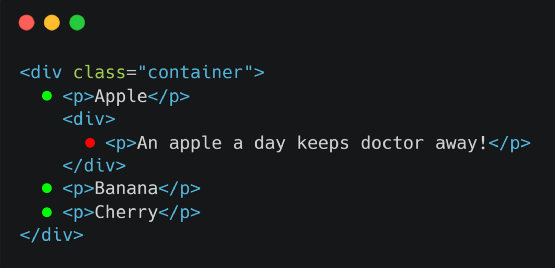 <div class="container">
<p>Apple</p>
<div>
<p>An apple a day keeps doctor away!</p>
</div>
<p>Banana</p>
<p>Cherry</p>
</div>